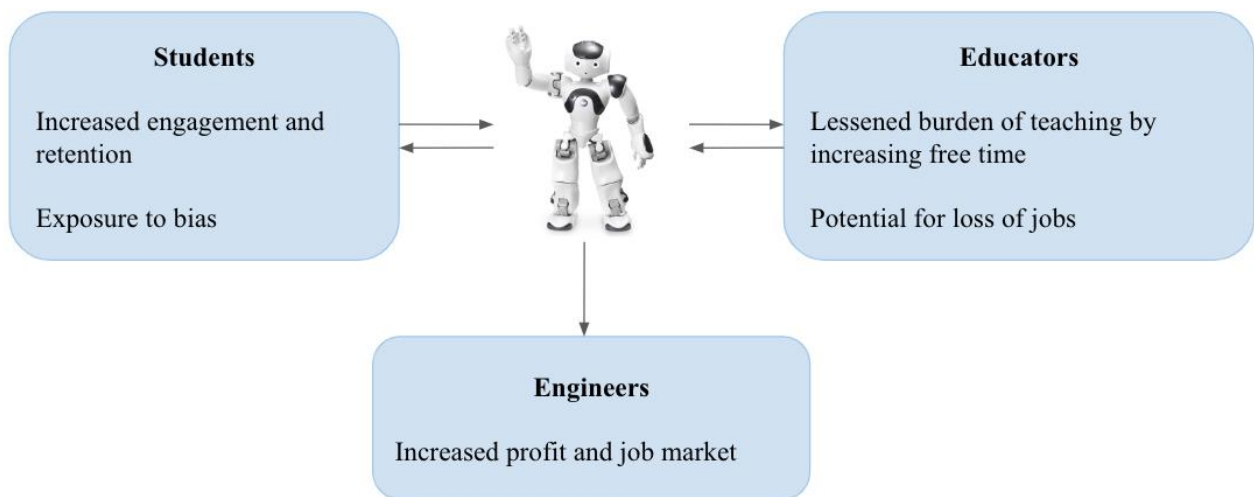 Students
Increased engagement and
retention
Exposure to bias
Educators
Lessened burden of teaching by
increasing free time
Potential for loss of jobs
Engineers
Increased profit and job market